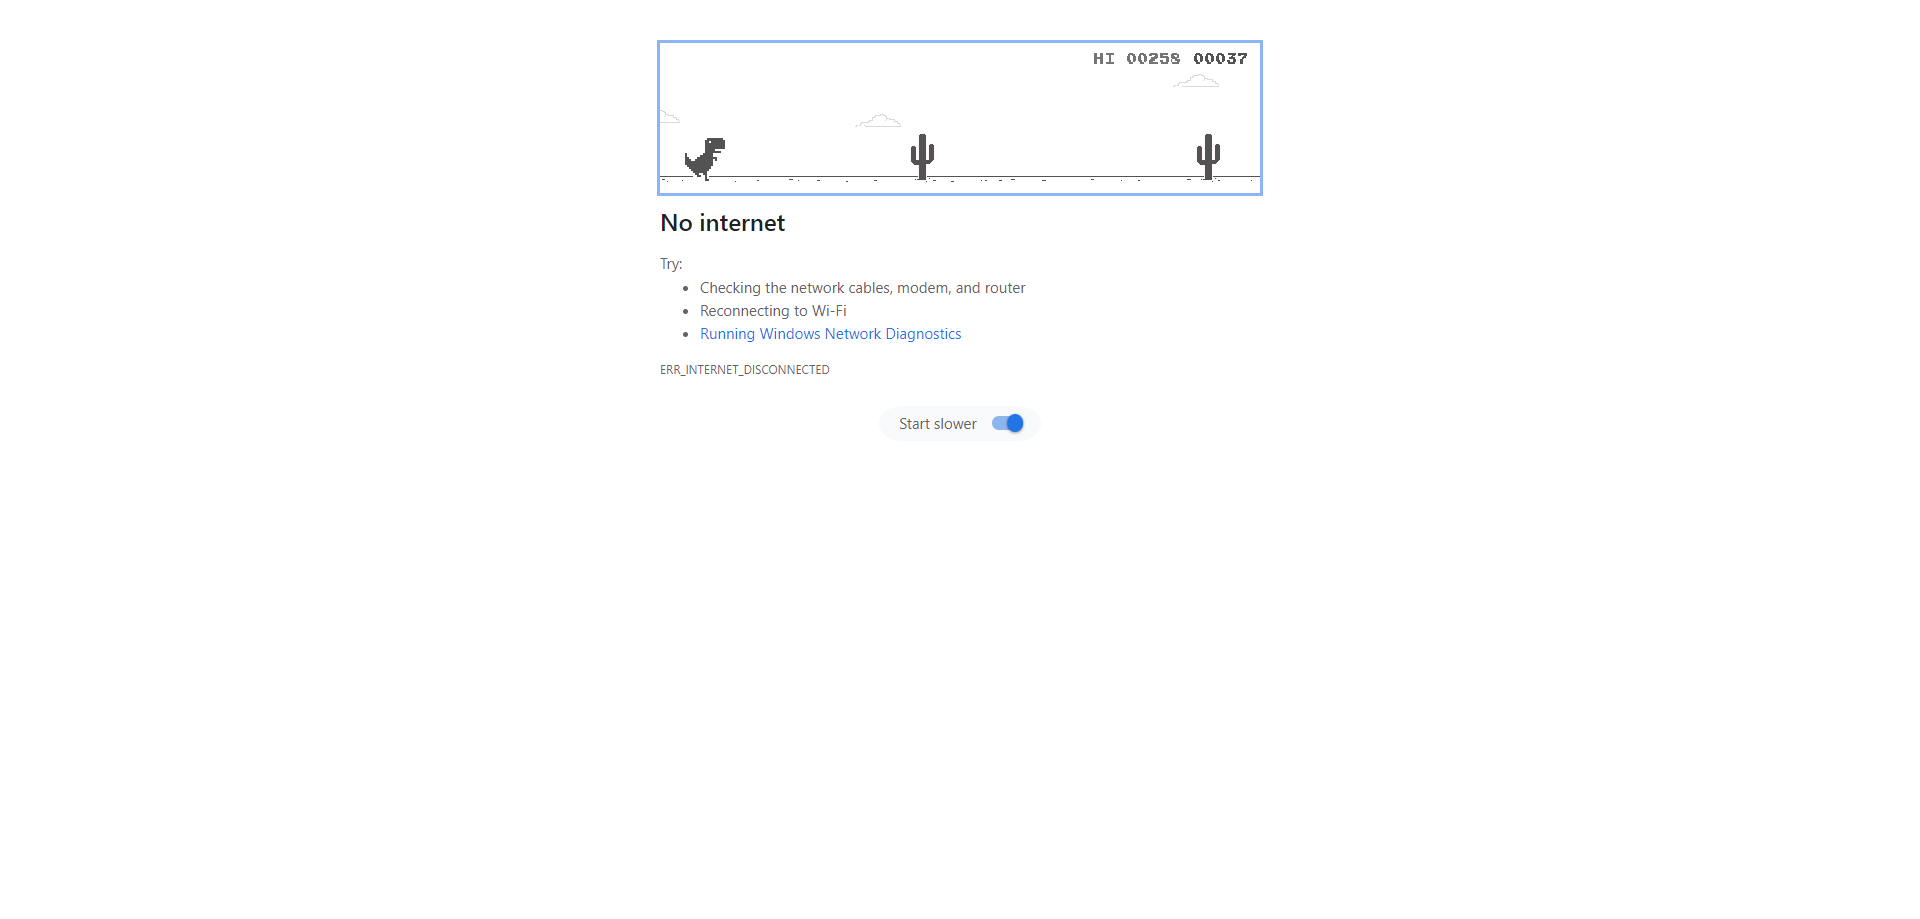 HI 00258 00037
No internet
Try:
Checking the network cables, modem, and router
Reconnecting to Wi-Fi
Running Windows Network Diagnostics
ERR_INTERNET_DISCONNECTED
Start slower